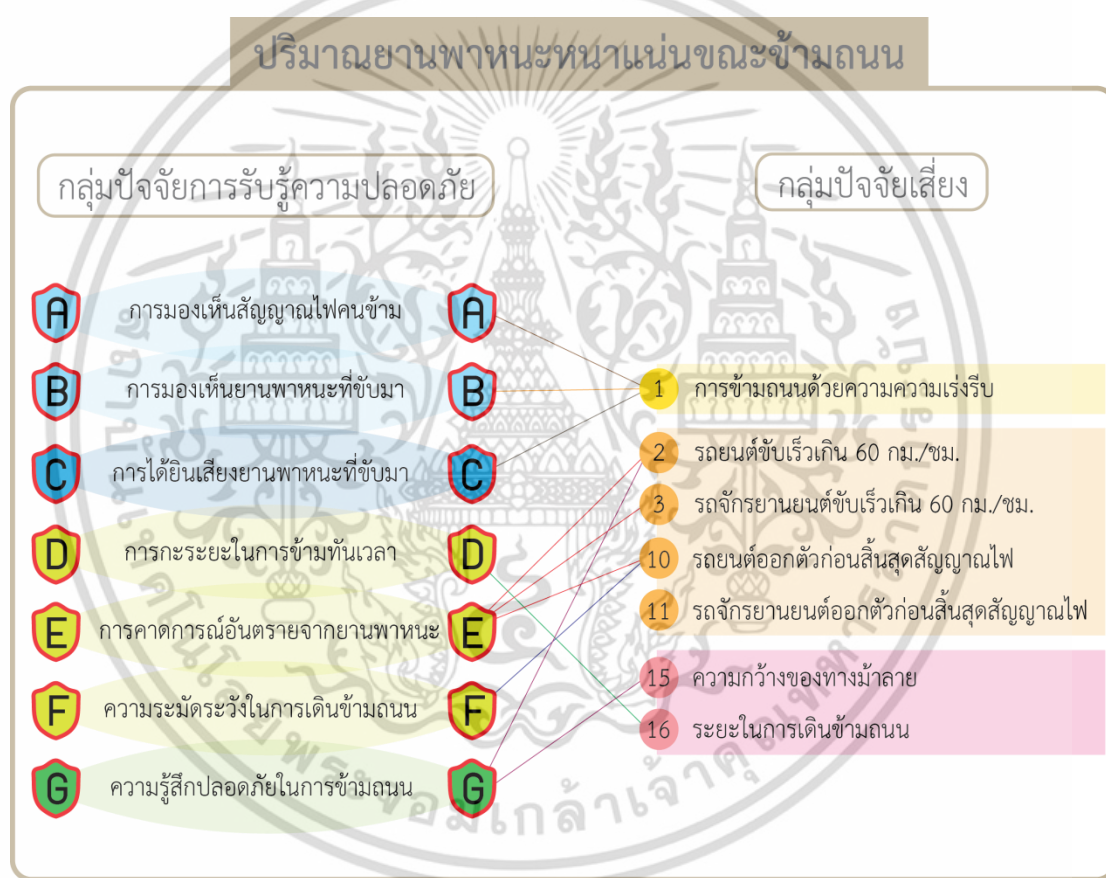 ปริมาณยานพาหนะหนาแน่นขณะข้ามถนน
กลุ่มปัจจัยการรับรู้ความปลอดภัย
กลุ่มปัจจัยเสี่ยง
A การมองเห็นสัญญาณไฟคนข้าม A
B การมองเห็นยานพาหนะที่ขับมา B
C การได้ยินเสียงยานพาหนะที่ขับมา C
D การกะระยะในการข้ามทันเวลา D
E การคาดการณ์อันตรายจากยานพาหนะ E
F ความระมัดระวังในการเดินข้ามถนน F
G ความรู้สึกปลอดภัยในการข้ามถนน G
1 การข้ามถนนด้วยความความเร่งรีบ
2 รถยนต์ขับเร็วเกิน 60 กม./ชม.
3 รถจักรยานยนต์ขับเร็วเกิน 60 กม./ชม.
10 รถยนต์ออกตัวก่อนสิ้นสุดสัญญาณไฟ
11 รถจักรยานยนต์ออกตัวก่อนสิ้นสุดสัญญาณไฟ
15 ความกว้างของทางม้าลาย
16 ระยะในการเดินข้ามถนน